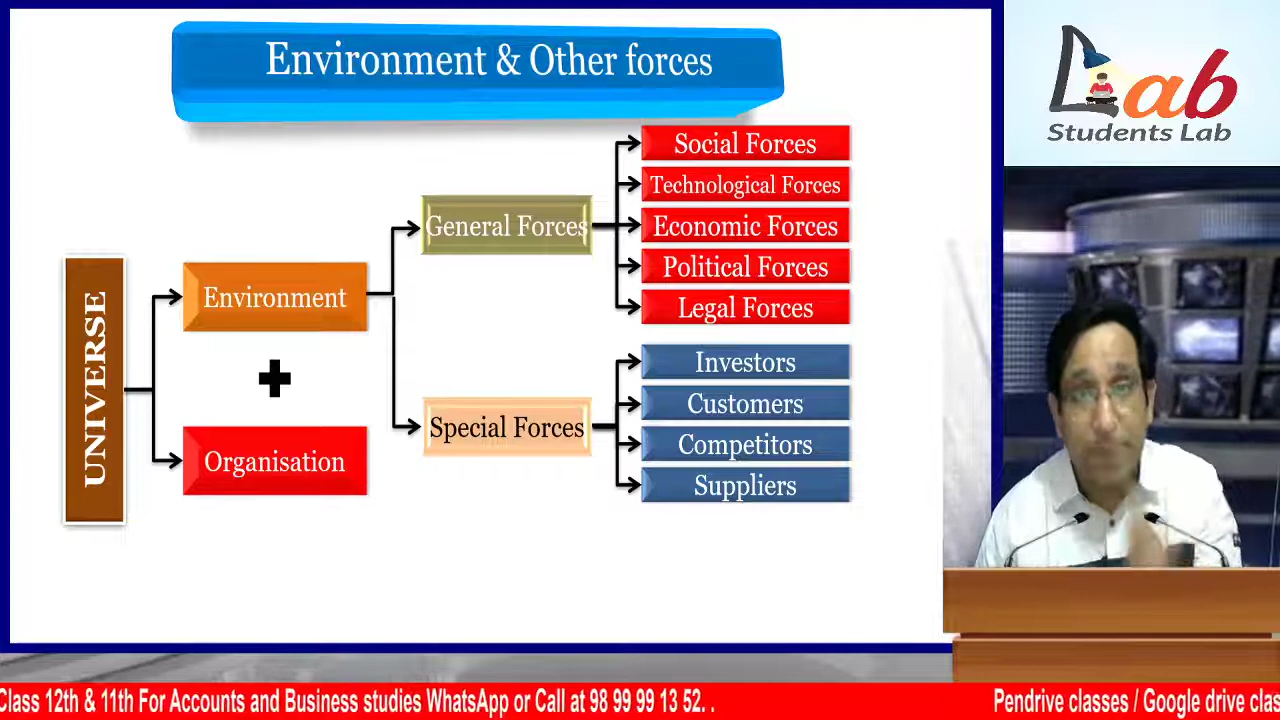 Environment & Other forces
Lab
Students Lab
UNIVERSE
Environment
Organisation
General Forces
Special Forces
Social Forces
Technological Forces
Economic Forces
Political Forces
Legal Forces
Investors
Customers
Competitors
Suppliers
Class 12th & 11th For Accounts and Business studies WhatsApp or Call at 98 99 99 13 52. .
Pendrive classes / Google drive clas